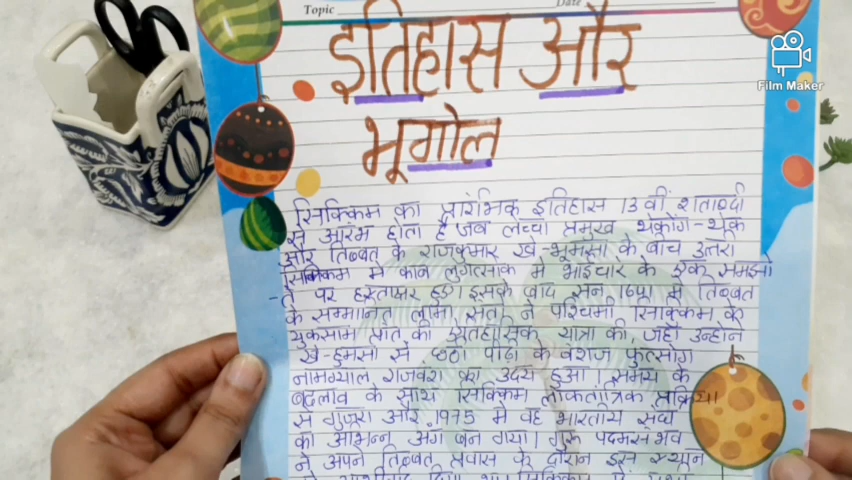 Topic
Date
Film Maker
इतिहास और
भूगोल
सिक्किम का प्रारंभिक इतिहास 13वीं शताब्दी
से आरंभ होता है जब लेप्चा प्रमुख थेकोंग-थेक
और तिब्बत के राजकुमार खे-भूमसा के बीच उत्तरी
सिक्किम में काबी लुंगत्सोक में भाईचारे के एक समझौ
-ते पर हस्ताक्षर हुए। इसके बाद सन में तिब्बत
के सम्मानित लामा संतों ने पश्चिमी सिक्किम के
युकसाम प्रांत की ऐतिहासिक यात्रा की, जहाँ उन्होंने
खे-बुमसा से छठी पीढ़ी के वंशज फुत्सोग
नामग्याल राजवंश का उदय हुआ। समय के
बदलाव के साथ सिक्किम लोकतांत्रिक प्रक्रिया
से गुजरा और 1975 में वह भारतीय संघ
का अभिन्न अंग बन गया। गुरू पदमसंभव
ने अपने तिब्बत प्रवास के दौरान इस स्थान